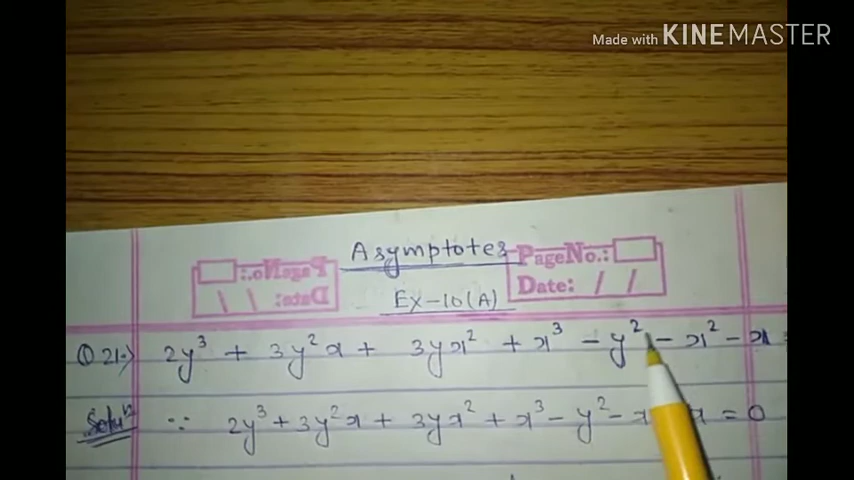 Made with KINEMASTER
Asymptotes
Page No.:
Date: / /
Ex-10(A)
Q 21.) 2y³ + 3y²x + 3yx² + x³ - y² - x² - x =
Solun ∵ 2y³ + 3y²x + 3yx² + x³ - y² - x = 0